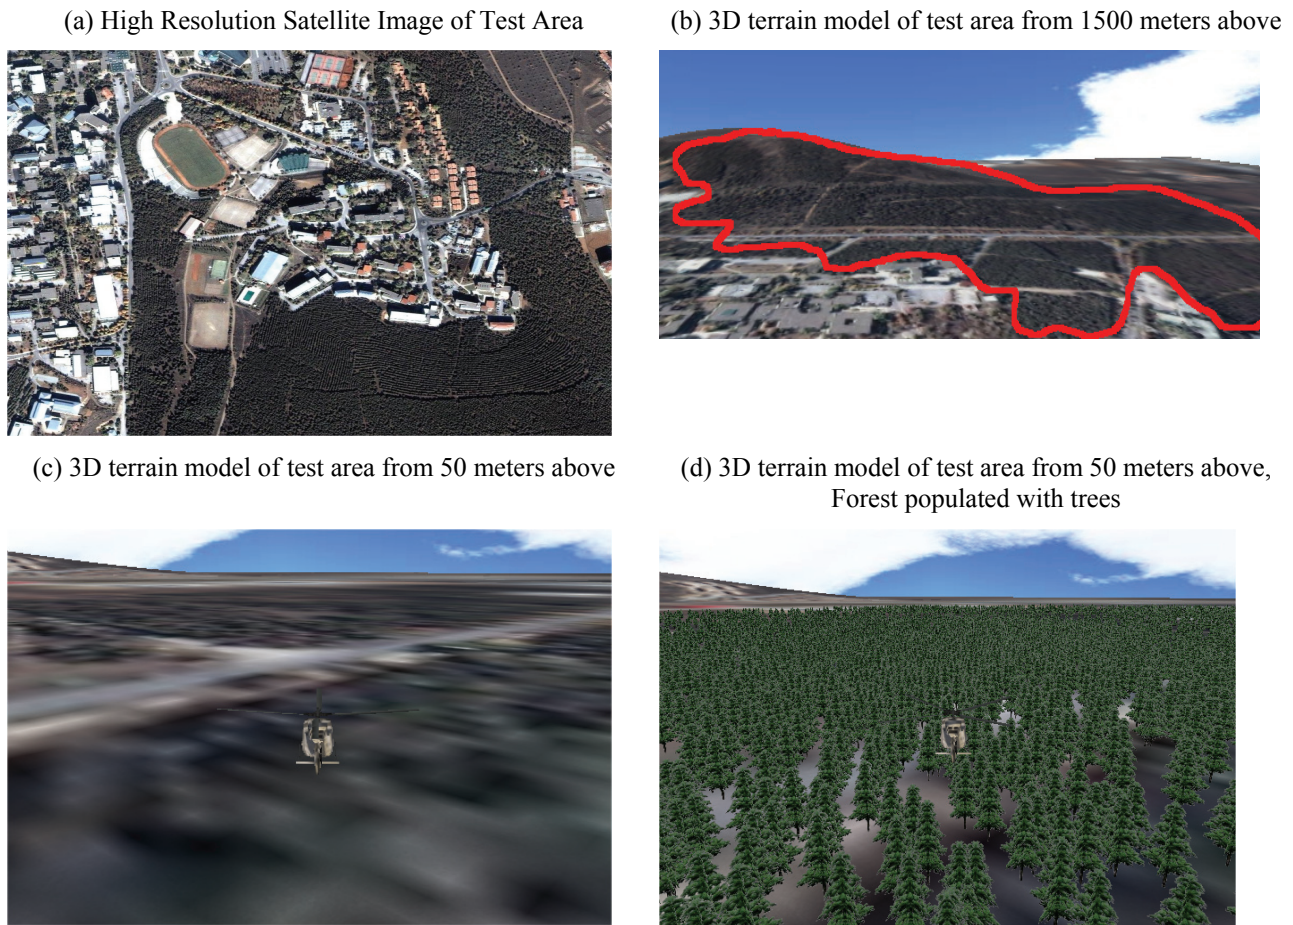 (a) High Resolution Satellite Image of Test Area
(b) 3D terrain model of test area from 1500 meters above
(c) 3D terrain model of test area from 50 meters above
(d) 3D terrain model of test area from 50 meters above,
Forest populated with trees